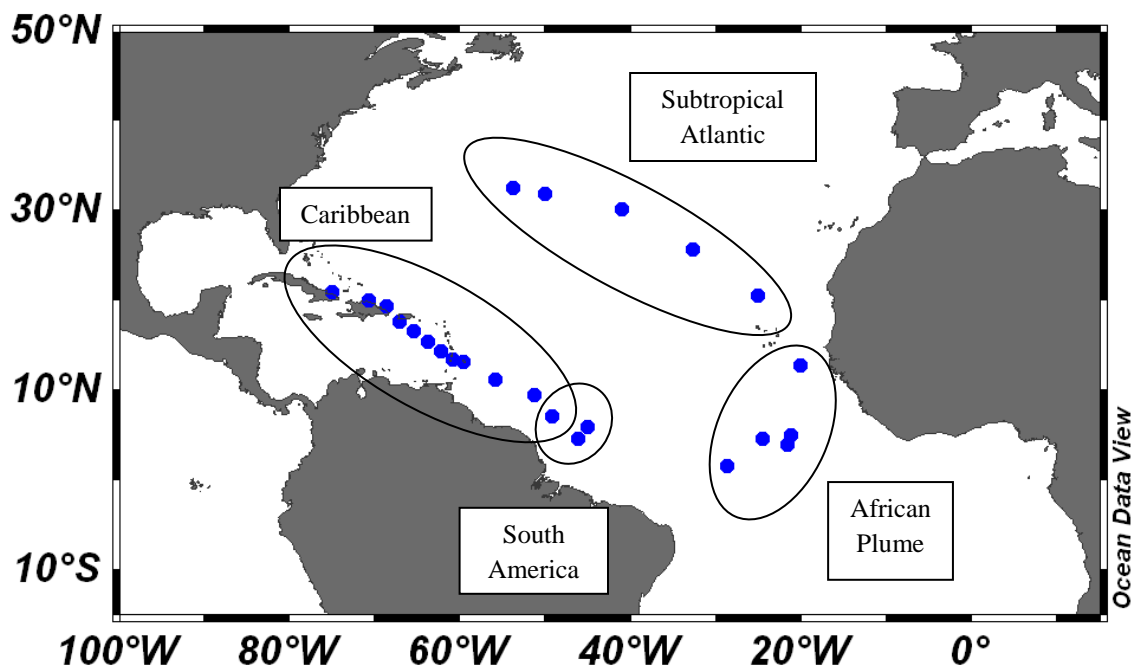 50°N
Subtropical
Atlantic
Caribbean
30°N
10°N
South
America
African
Plume
10°S
100°W
80°W
60°W
40°W
20°W
0°
Ocean Data View